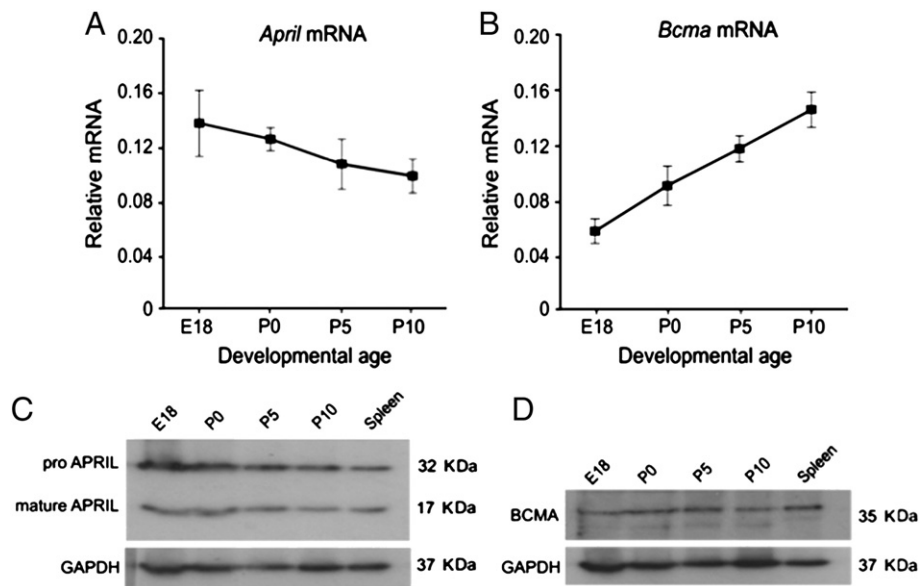 A
April mRNA
Relative mRNA
0.20
0.16
0.12
0.08
0.04
0
E18 P0 P5 P10
Developmental age
B
Bcma mRNA
Relative mRNA
0.20
0.16
0.12
0.08
0.04
0
E18 P0 P5 P10
Developmental age
C
E18 P0 P5 P10 Spleen
pro APRIL 32 KDa
mature APRIL 17 KDa
GAPDH 37 KDa
D
E18 P0 P5 P10 Spleen
BCMA 35 KDa
GAPDH 37 KDa